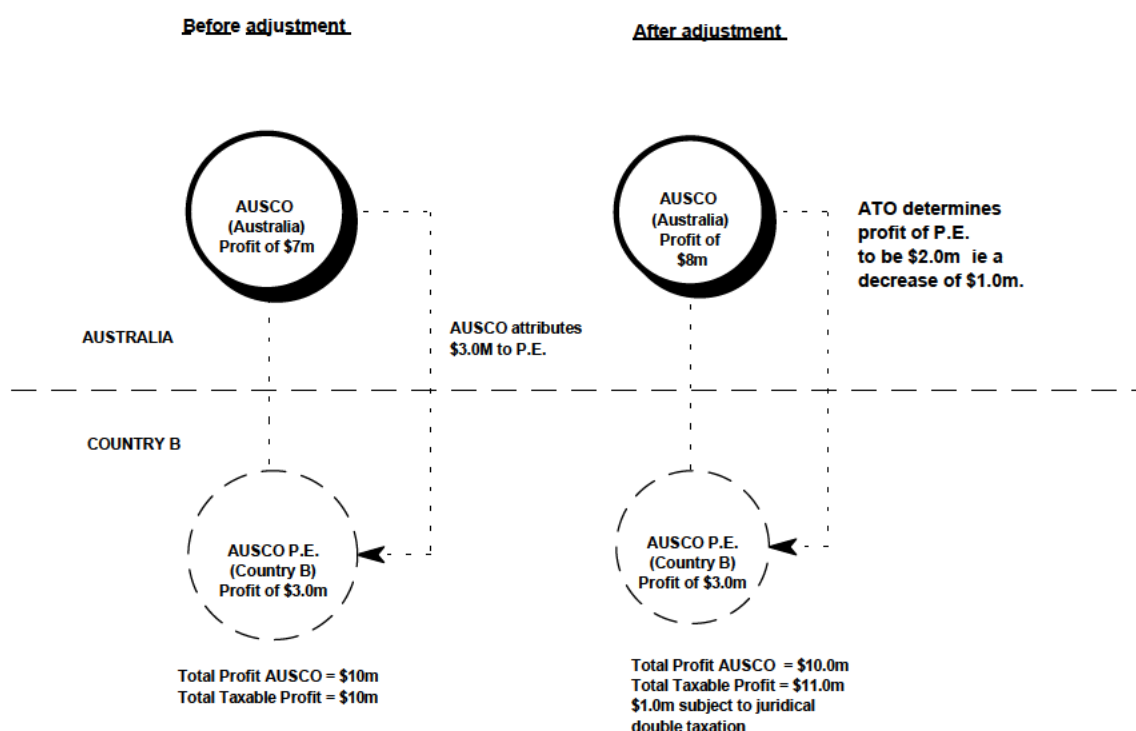 Before adjustment
After adjustment
AUSCO
(Australia)
Profit of $7m
AUSCO
(Australia)
Profit of
$8m
ATO determines
profit of P.E.
to be $2.0m ie a
decrease of $1.0m.
AUSTRALIA
AUSCO attributes
$3.0M to P.E.
COUNTRY B
AUSCO P.E.
(Country B)
Profit of $3.0m
AUSCO P.E.
(Country B)
Profit of $3.0m
Total Profit AUSCO = $10m
Total Taxable Profit = $10m
Total Profit AUSCO = $10.0m
Total Taxable Profit = $11.0m
$1.0m subject to juridical
double taxation